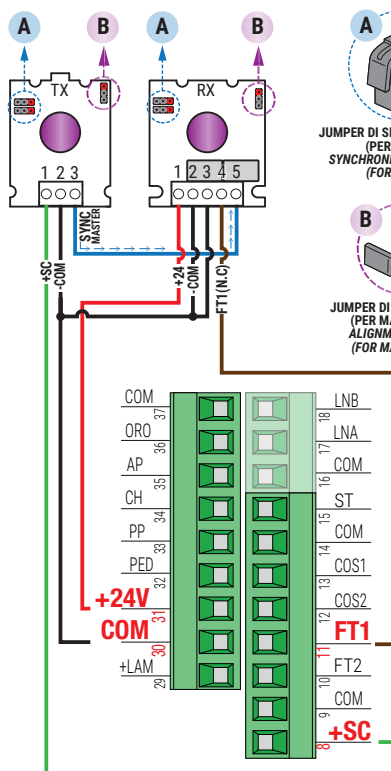 A B A B A
TX RX
1 2 3
1 2 3 4 5
SYNC
MASTER
+SC
-COM
+24
-COM
FT1(N.C)
JUMPER DI S
(PER
SYNCHRON
(FOR
B
JUMPER DI
(PER MA
ALIGNM
(FOR MA
COM 37
ORO 36
AP 35
CH 34
PP 33
PED 32
+24V 31
COM 30
+LAM 29
LNB 18
LNA 17
COM 16
ST 15
COM 14
COS1 13
COS2 12
FT1 11
FT2 10
COM 9
+SC 8